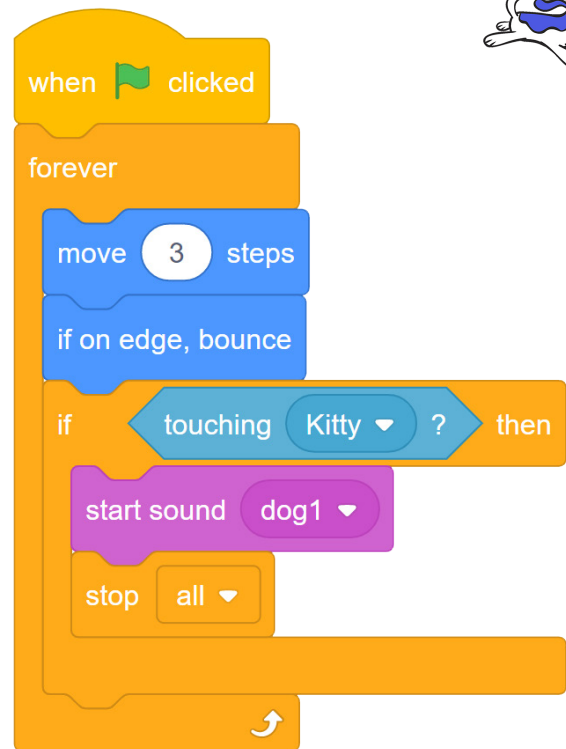 when clicked
forever
move 3 steps
if on edge, bounce
if touching Kitty ? then
start sound dog1
stop all